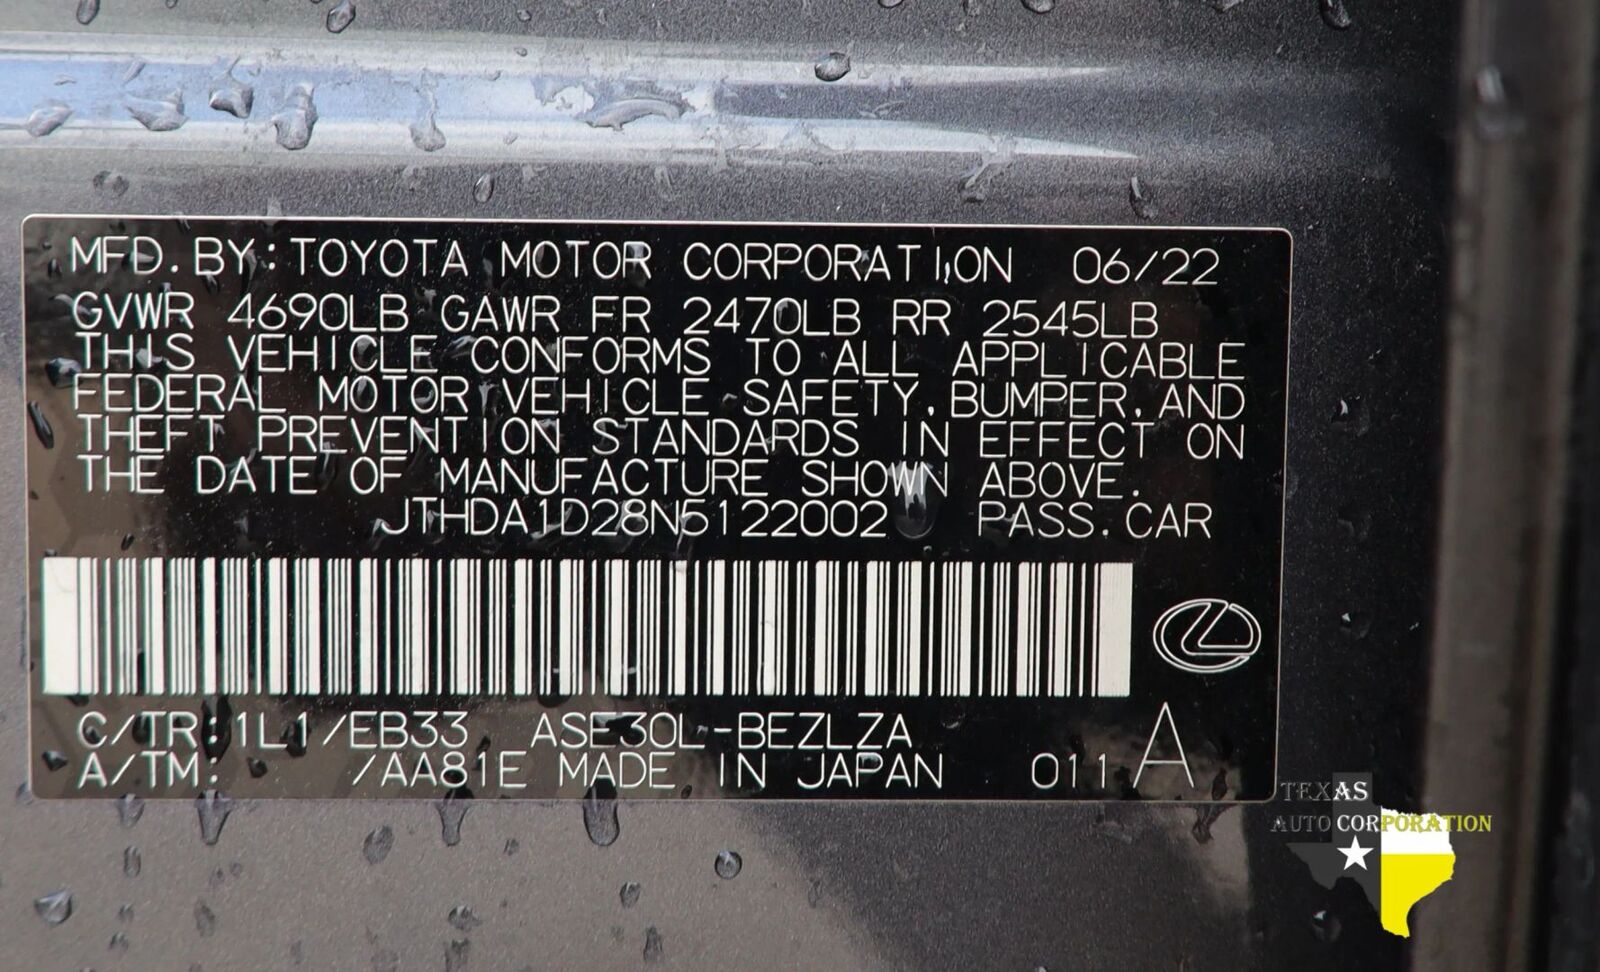 MFD. BY: TOYOTA MOTOR CORPORATION 06/22
GVWR 4690LB GAWR FR 2470LB RR 2545LB
THIS VEHICLE CONFORMS TO ALL APPLICABLE
FEDERAL MOTOR VEHICLE SAFETY, BUMPER, AND
THEFT PREVENTION STANDARDS IN EFFECT ON
THE DATE OF MANUFACTURE SHOWN ABOVE.
JTHDA1D28N5122002 PASS. CAR
C/TR: 1L1/EB33 ASE30L-BEZLZA
A/TM: /AA81E MADE IN JAPAN 011 A
TEXAS
AUTO CORPORATION